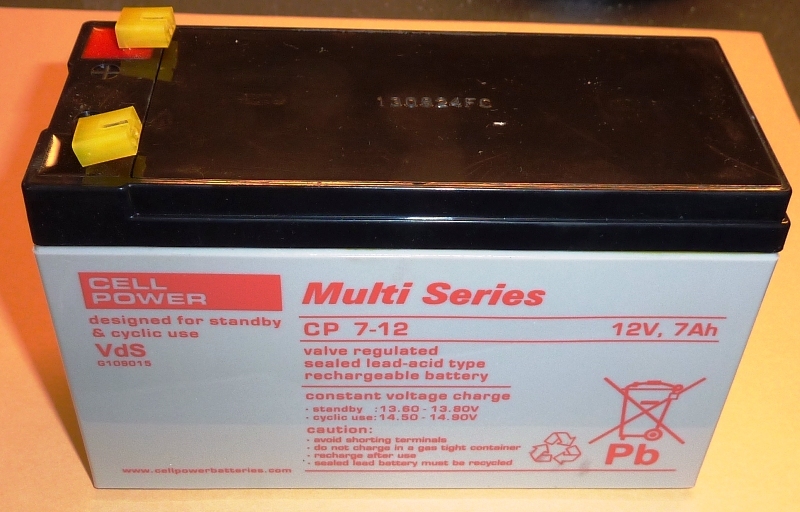 130824FC
CELL
POWER
designed for standby
& cyclic use
VdS
G109015
www.cellpowerbatteries.com
Multi Series
CP 7-12 12V, 7Ah
valve regulated
sealed lead-acid type
rechargeable battery
constant voltage charge
- standby :13.60 - 13.80V
- cyclic use:14.50 - 14.90V
caution:
- avoid shorting terminals
- do not charge in a gas tight container
- recharge after use
- sealed lead battery must be recycled
Pb